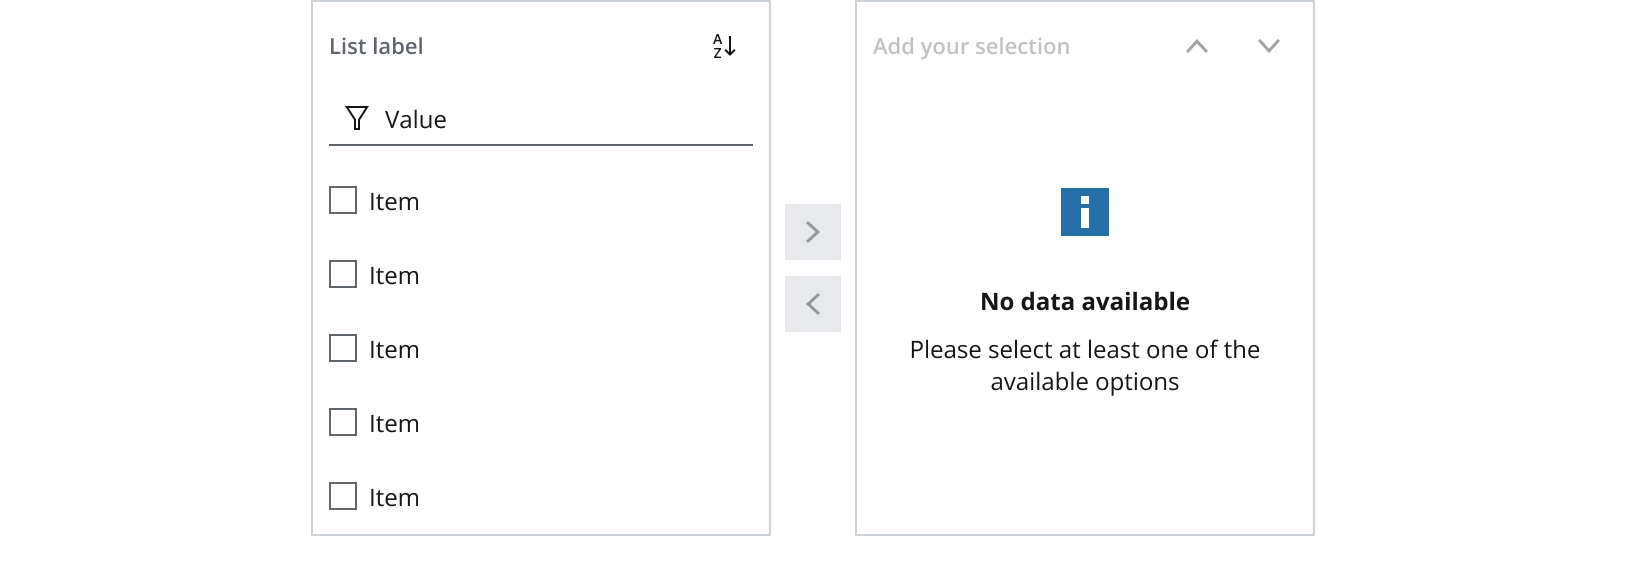 List label
AZ
Value
Item
Item
Item
Item
Item
Add your selection
No data available
Please select at least one of the
available options